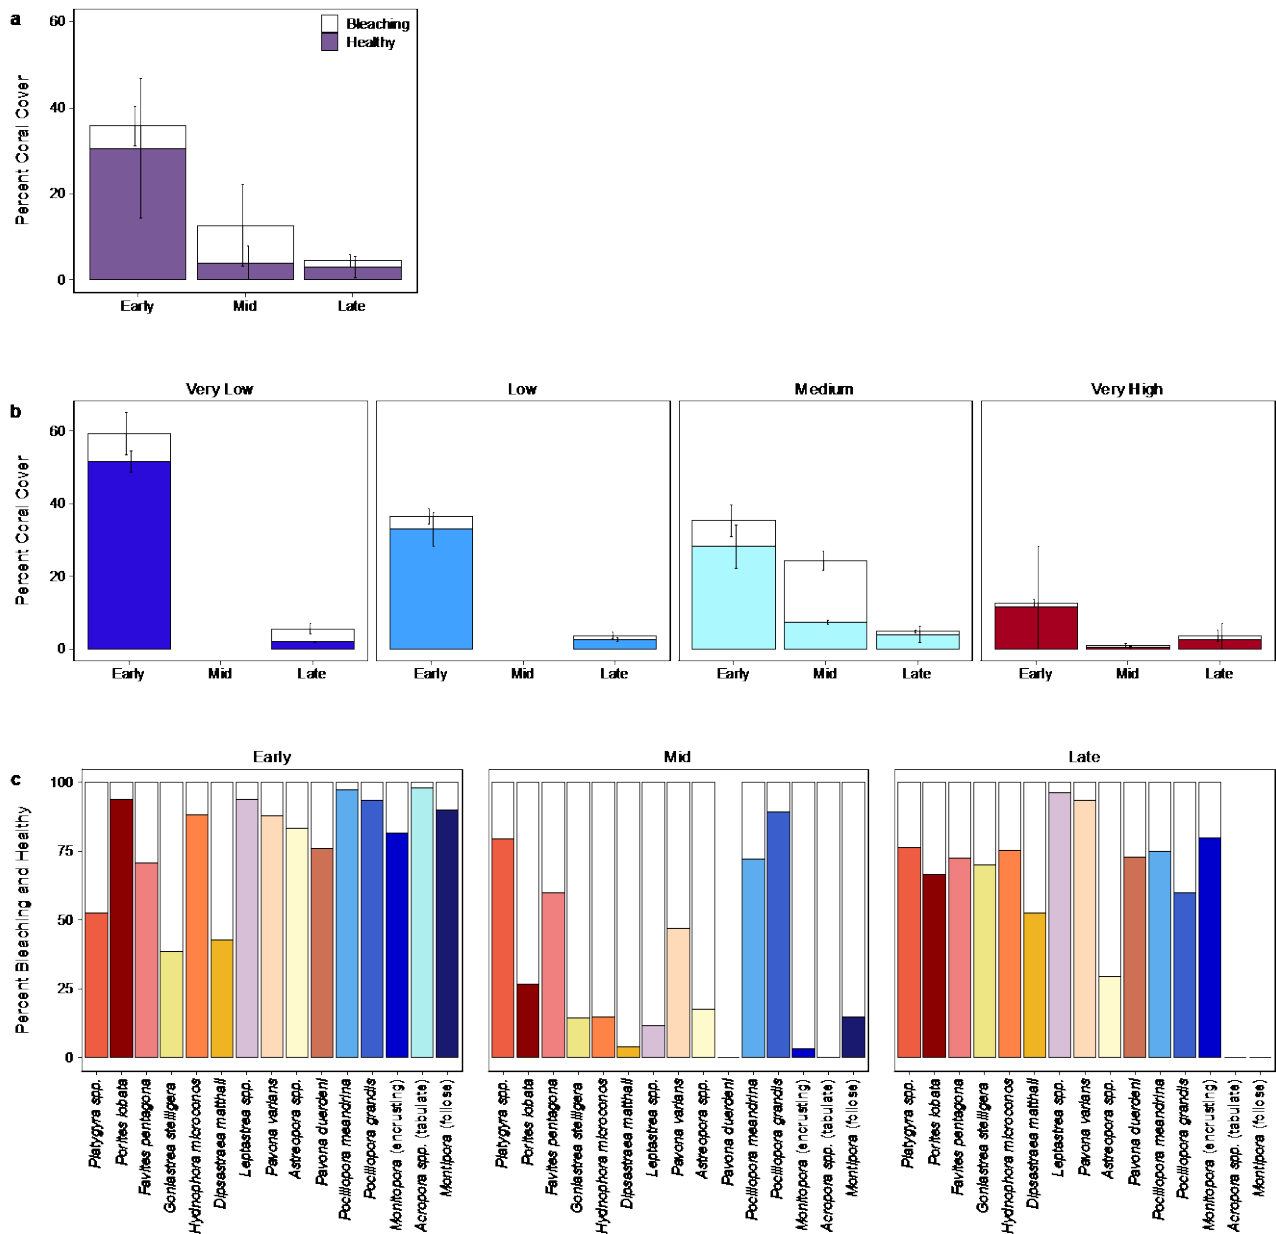 a
60
40
20
0
Percent Coral Cover
Bleaching
Healthy
Early Mid Late
Very Low Low Medium Very High
b
60
40
20
0
Percent Coral Cover
Early Mid Late Early Mid Late Early Mid Late Early Mid Late
Early Mid Late
c
100
75
50
25
0
Percent Bleaching and Healthy
Platygyra spp.
Porites lobata
Favites pentagona
Goniastrea stelligera
Hydnophora microconos
Dipsastraea matthaii
Leptastrea spp.
Pavona varians
Astreopora spp.
Pavona duerdeni
Pocillopora meandrina
Pocillopora grandis
Monitopora (encrusting)
Acropora spp. (tabulate)
Montipora (foliose)
Platygyra spp.
Porites lobata
Favites pentagona
Goniastrea stelligera
Hydnophora microconos
Dipsastraea matthaii
Leptastrea spp.
Pavona varians
Astreopora spp.
Pavona duerdeni
Pocillopora meandrina
Pocillopora grandis
Monitopora (encrusting)
Acropora spp. (tabulate)
Montipora (foliose)
Platygyra spp.
Porites lobata
Favites pentagona
Goniastrea stelligera
Hydnophora microconos
Dipsastraea matthaii
Leptastrea spp.
Pavona varians
Astreopora spp.
Pavona duerdeni
Pocillopora meandrina
Pocillopora grandis
Monitopora (encrusting)
Acropora spp. (tabulate)
Montipora (foliose)